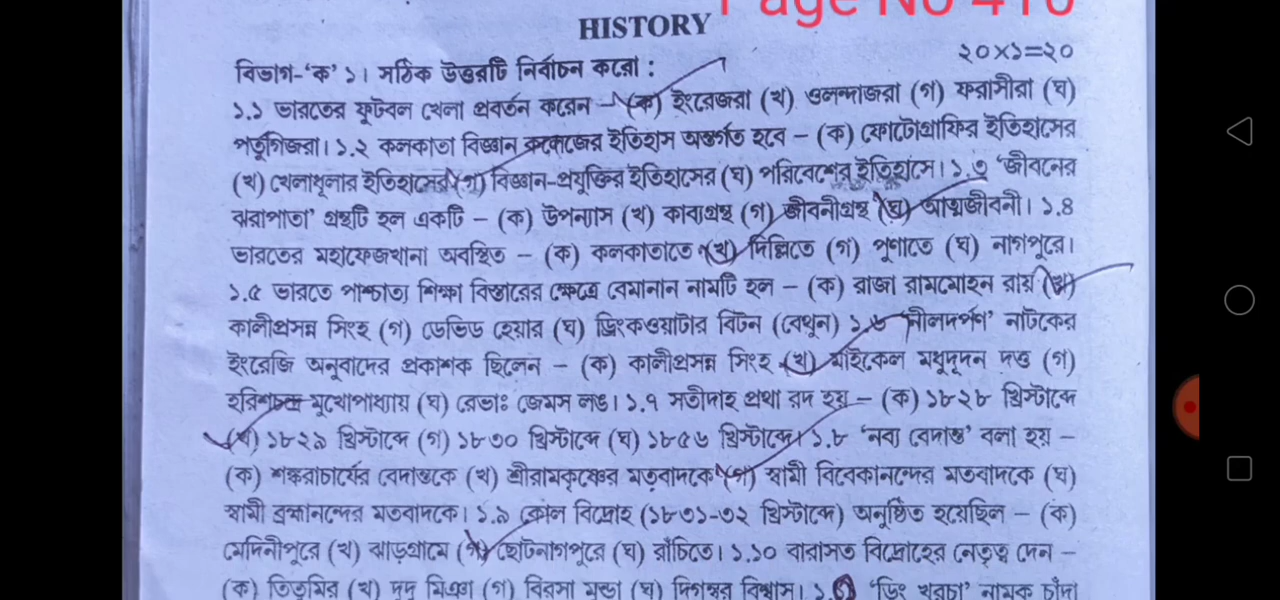 Page No 416
HISTORY
২০×১=২০
বিভাগ-'ক' ১। সঠিক উত্তরটি নির্বাচন করো :
১.১ ভারতের ফুটবল খেলা প্রবর্তন করেন – (ক) ইংরেজরা (খ) ওলন্দাজরা (গ) ফরাসীরা (ঘ)
পর্তুগিজরা। ১.২ কলকাতা বিজ্ঞান কলেজের ইতিহাস অন্তর্গত হবে – (ক) ফোটোগ্রাফির ইতিহাসের
(খ) খেলাধূলার ইতিহাসের (গ) বিজ্ঞান-প্রযুক্তির ইতিহাসের (ঘ) পরিবেশের ইতিহাসে। ১.৩ 'জীবনের
ঝরাপাতা' গ্রন্থটি হল একটি – (ক) উপন্যাস (খ) কাব্যগ্রন্থ (গ) জীবনীগ্রন্থ (ঘ) আত্মজীবনী। ১.৪
ভারতের মহাফেজখানা অবস্থিত – (ক) কলকাতাতে (খ) দিল্লিতে (গ) পুণাতে (ঘ) নাগপুরে।
১.৫ ভারতে পাশ্চাত্য শিক্ষা বিস্তারের ক্ষেত্রে বেমানান নামটি হল – (ক) রাজা রামমোহন রায় (খ)
কালীপ্রসন্ন সিংহ (গ) ডেভিড হেয়ার (ঘ) ড্রিংকওয়াটার বিটন (বেথুন) ১.৬ 'নীলদর্পণ' নাটকের
ইংরেজি অনুবাদের প্রকাশক ছিলেন – (ক) কালীপ্রসন্ন সিংহ (খ) মাইকেল মধুদূদন দত্ত (গ)
হরিশচন্দ্র মুখোপাধ্যায় (ঘ) রেভাঃ জেমস লঙ। ১.৭ সতীদাহ প্রথা রদ হয় – (ক) ১৮২৮ খ্রিস্টাব্দে
(খ) ১৮২৯ খ্রিস্টাব্দে (গ) ১৮৩০ খ্রিস্টাব্দে (ঘ) ১৮৫৬ খ্রিস্টাব্দে। ১.৮ 'নব্য বেদান্ত' বলা হয় –
(ক) শঙ্করাচার্যের বেদান্তকে (খ) শ্রীরামকৃষ্ণের মতবাদকে (গ) স্বামী বিবেকানন্দের মতবাদকে (ঘ)
স্বামী ব্রহ্মানন্দের মতবাদকে। ১.৯ কোল বিদ্রোহ (১৮৩১-৩২ খ্রিস্টাব্দে) অনুষ্ঠিত হয়েছিল – (ক)
মেদিনীপুরে (খ) ঝাড়গ্রামে (গ) ছোটনাগপুরে (ঘ) রাঁচিতে। ১.১০ বারাসত বিদ্রোহের নেতৃত্ব দেন –
(ক) তিতুমির (খ) দুদু মিঞা (গ) বিরসা মুন্ডা (ঘ) দিগম্বর বিশ্বাস। 'ডিং খরচা' নামক চাঁদা